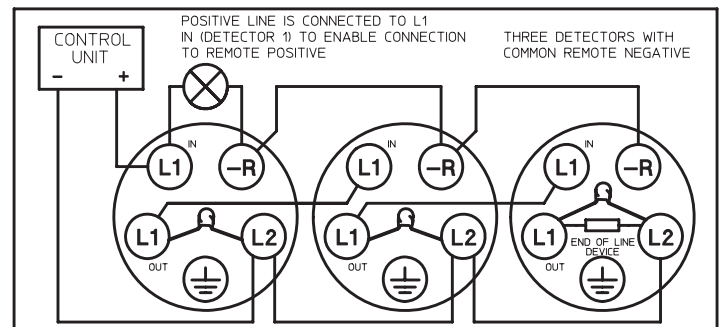 POSITIVE LINE IS CONNECTED TO L1
IN (DETECTOR 1) TO ENABLE CONNECTION
TO REMOTE POSITIVE
THREE DETECTORS WITH
COMMON REMOTE NEGATIVE
CONTROL
UNIT
- +
IN
L1 -R
L1 L2
OUT
IN
L1 -R
L1 L2
OUT
IN
L1 -R
L1 L2
END OF LINE
DEVICE
OUT